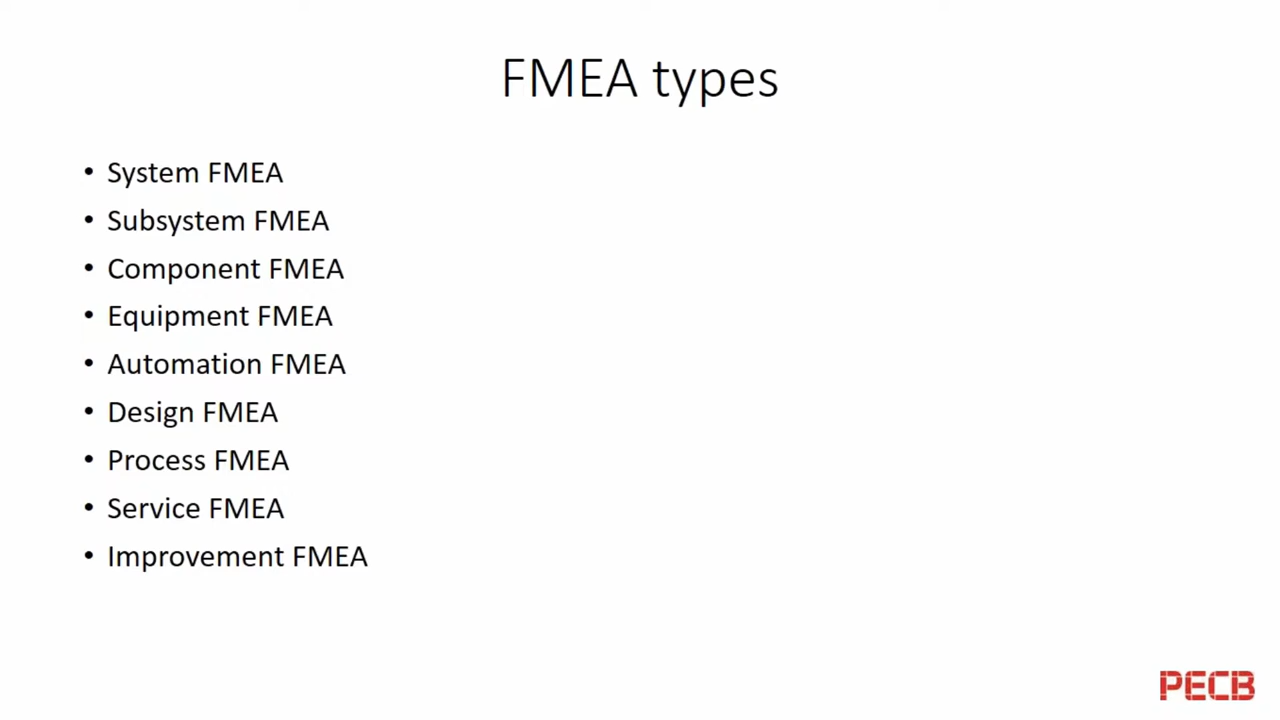 FMEA types
• System FMEA
• Subsystem FMEA
• Component FMEA
• Equipment FMEA
• Automation FMEA
• Design FMEA
• Process FMEA
• Service FMEA
• Improvement FMEA
PECB